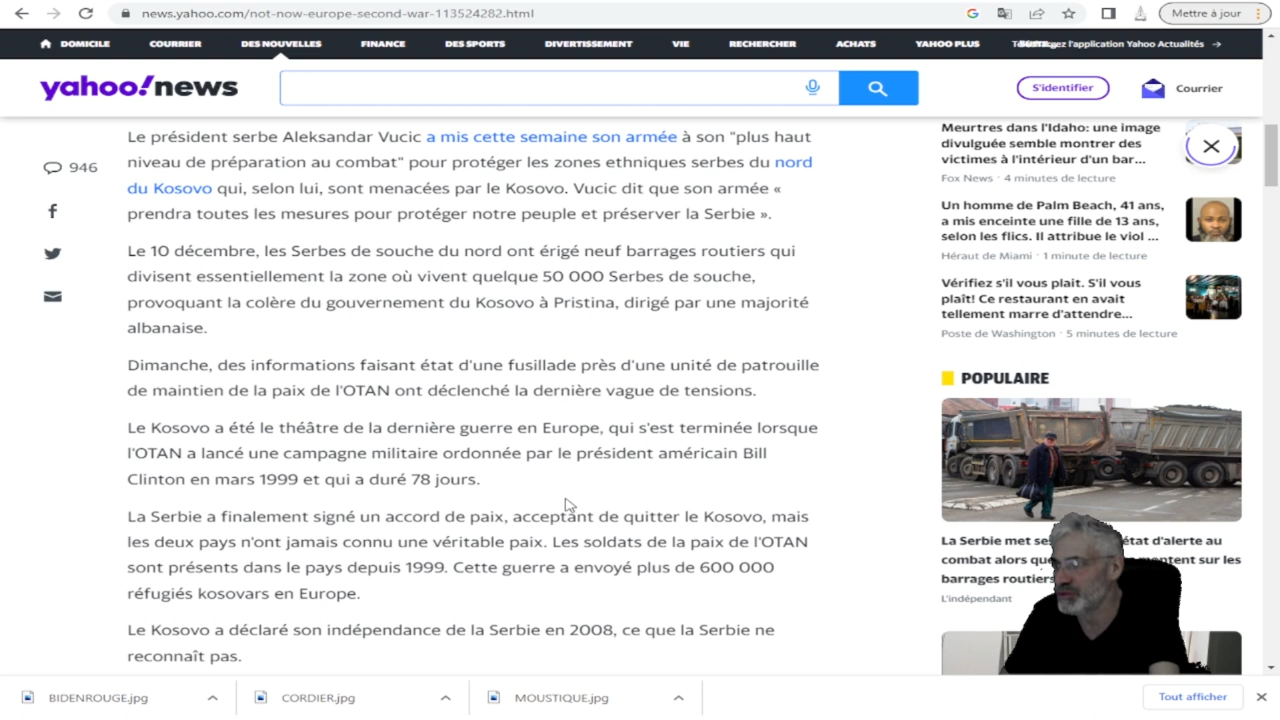 news.yahoo.com/not-now-europe-second-war-113524282.html
Mettre à jour
DOMICILE COURRIER DES NOUVELLES FINANCE DES SPORTS DIVERTISSEMENT VIE RECHERCHER ACHATS YAHOO PLUS ez l'application Yahoo Actualités →
yahoo!news
S'identifier
Courrier
946
Le président serbe Aleksandar Vucic a mis cette semaine son armée à son "plus haut
niveau de préparation au combat" pour protéger les zones ethniques serbes du nord
du Kosovo qui, selon lui, sont menacées par le Kosovo. Vucic dit que son armée «
prendra toutes les mesures pour protéger notre peuple et préserver la Serbie ».
Le 10 décembre, les Serbes de souche du nord ont érigé neuf barrages routiers qui
divisent essentiellement la zone où vivent quelque 50 000 Serbes de souche,
provoquant la colère du gouvernement du Kosovo à Pristina, dirigé par une majorité
albanaise.
Dimanche, des informations faisant état d'une fusillade près d'une unité de patrouille
de maintien de la paix de l'OTAN ont déclenché la dernière vague de tensions.
Le Kosovo a été le théâtre de la dernière guerre en Europe, qui s'est terminée lorsque
l'OTAN a lancé une campagne militaire ordonnée par le président américain Bill
Clinton en mars 1999 et qui a duré 78 jours.
La Serbie a finalement signé un accord de paix, acceptant de quitter le Kosovo, mais
les deux pays n'ont jamais connu une véritable paix. Les soldats de la paix de l'OTAN
sont présents dans le pays depuis 1999. Cette guerre a envoyé plus de 600 000
réfugiés kosovars en Europe.
Le Kosovo a déclaré son indépendance de la Serbie en 2008, ce que la Serbie ne
reconnaît pas.
Meurtres dans l'Idaho: une image
divulguée semble montrer des
victimes à l'intérieur d'un bar...
Fox News · 4 minutes de lecture
Un homme de Palm Beach, 41 ans,
a mis enceinte une fille de 13 ans,
selon les flics. Il attribue le viol ...
Héraut de Miami · 1 minute de lecture
Vérifiez s'il vous plait. S'il vous
plaît! Ce restaurant en avait
tellement marre d'attendre...
Poste de Washington · 5 minutes de lecture
POPULAIRE
La Serbie met ses état d'alerte au
combat alors que montent sur les
barrages routiers
L'indépendant
BIDENROUGE.jpg
CORDIER.jpg
MOUSTIQUE.jpg
Tout afficher